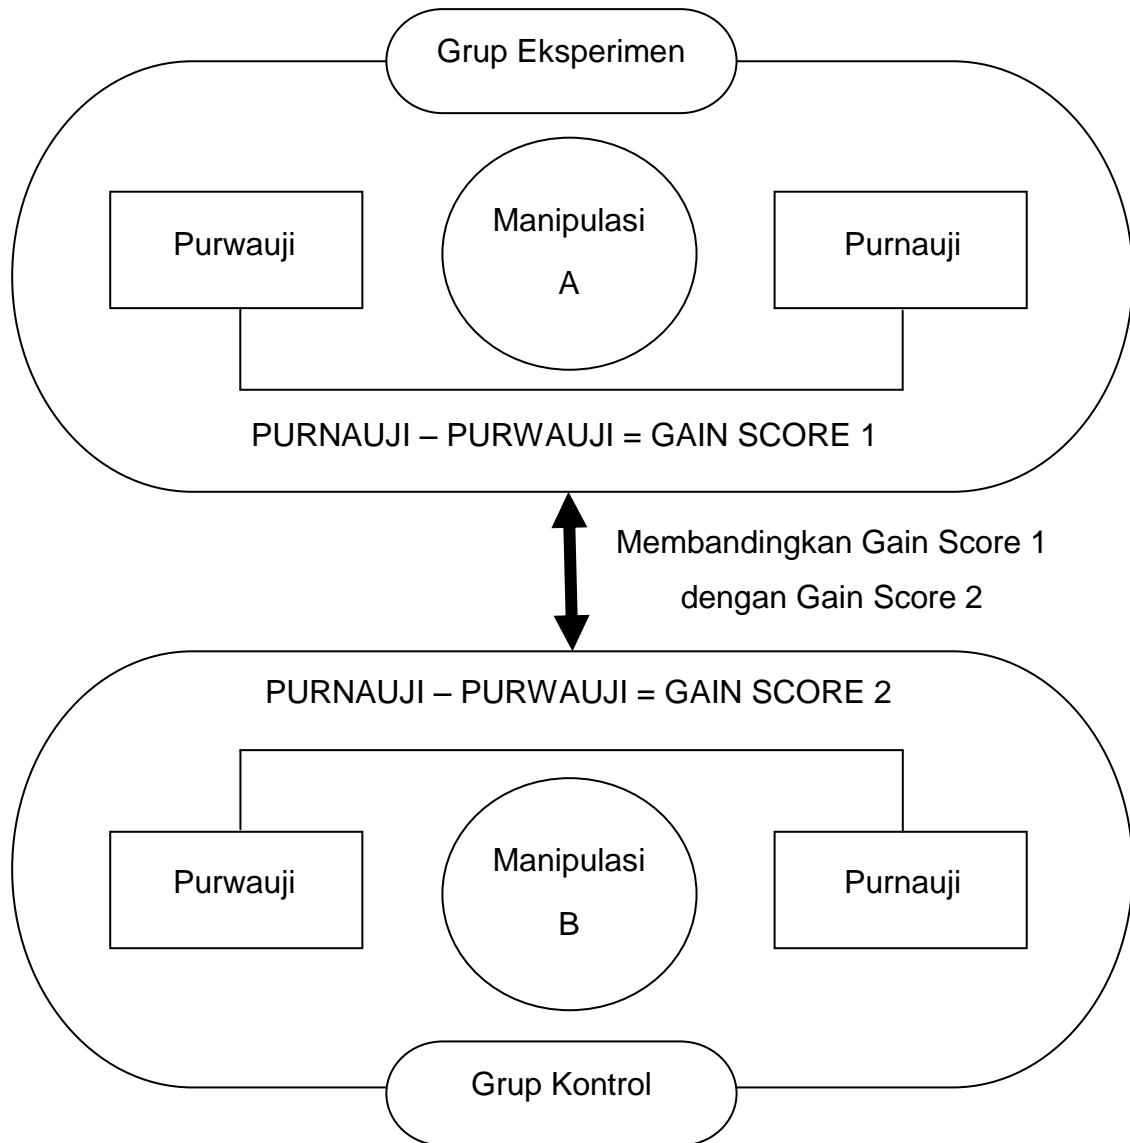 Grup Eksperimen
Purwauji
Manipulasi
A
Purnauji
PURNAUJI – PURWAUJI = GAIN SCORE 1
Membandingkan Gain Score 1
dengan Gain Score 2
PURNAUJI – PURWAUJI = GAIN SCORE 2
Purwauji
Manipulasi
B
Purnauji
Grup Kontrol